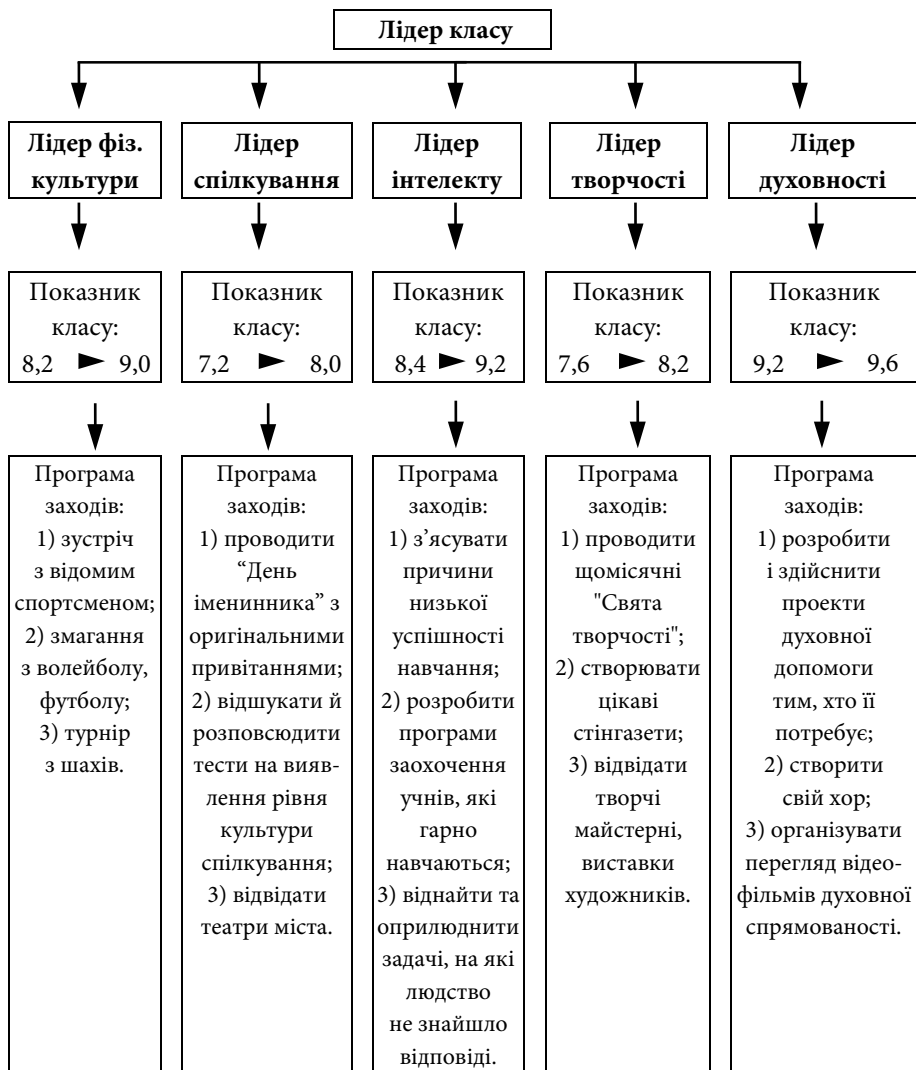 Лідер класу
Лідер фіз.
культури
Лідер
спілкування
Лідер
інтелекту
Лідер
творчості
Лідер
духовності
Показник
класу:
8,2 ► 9,0
Показник
класу:
7,2 ► 8,0
Показник
класу:
8,4 ► 9,2
Показник
класу:
7,6 ► 8,2
Показник
класу:
9,2 ► 9,6
Програма
заходів:
1) зустріч
з відомим
спортсменом;
2) змагання
з волейболу,
футболу;
3) турнір
з шахів.
Програма
заходів:
1) проводити
“День
іменинника” з
оригінальними
привітаннями;
2) відшукати й
розповсюдити
тести на вияв-
лення рівня
культури
спілкування;
3) відвідати
театри міста.
Програма
заходів:
1) з’ясувати
причини
низької
успішності
навчання;
2) розробити
програми
заохочення
учнів, які
гарно
навчаються;
3) віднайти та
оприлюднити
задачі, на які
людство
не знайшло
відповіді.
Програма
заходів:
1) проводити
щомісячні
"Свята
творчості";
2) створювати
цікаві
стінгазети;
3) відвідати
творчі
майстерні,
виставки
художників.
Програма
заходів:
1) розробити
і здійснити
проекти
духовної
допомоги
тим, хто її
потребує;
2) створити
свій хор;
3) організувати
перегляд відео-
фільмів духовної
спрямованості.